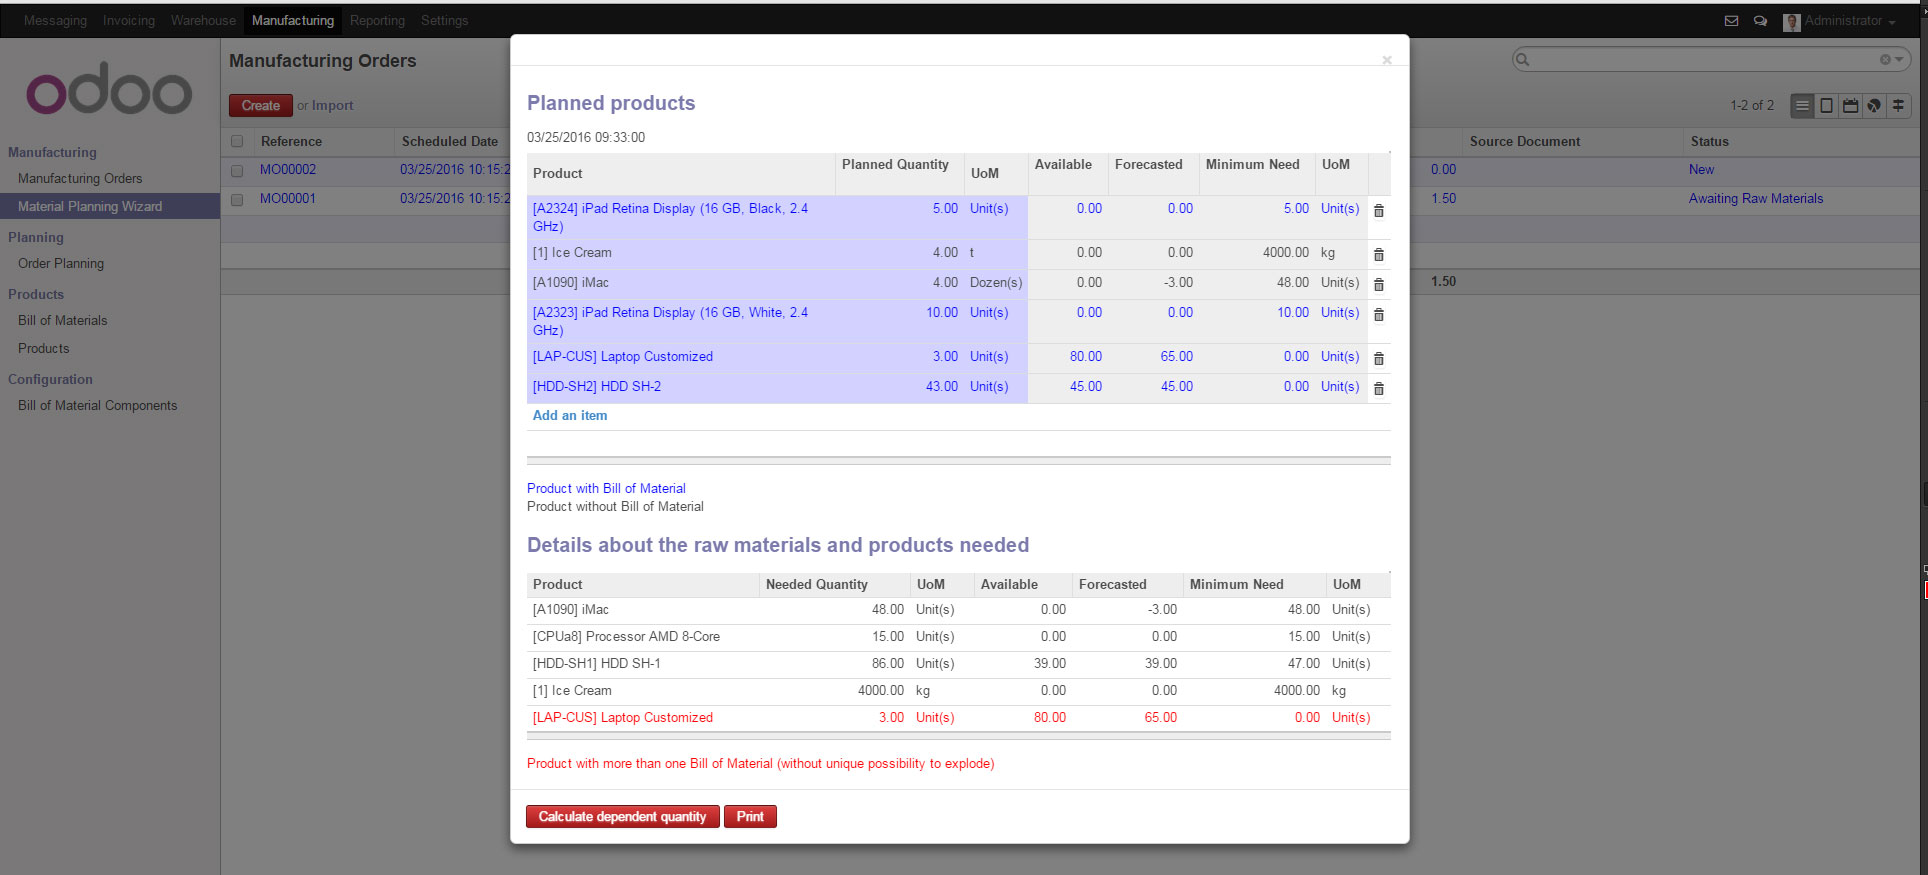 Messaging Invoicing Warehouse Manufacturing Reporting Settings Administrator
odoo
Manufacturing
Manufacturing Orders
Material Planning Wizard
Planning
Order Planning
Products
Bill of Materials
Products
Configuration
Bill of Material Components
Manufacturing Orders
Create or Import
1-2 of 2
Reference Scheduled Date Source Document Status
MO00002 03/25/2016 10:15:2 0.00 New
MO00001 03/25/2016 10:15:2 1.50 Awaiting Raw Materials
1.50
×
Planned products
03/25/2016 09:33:00
Product Planned Quantity UoM Available Forecasted Minimum Need UoM
[A2324] iPad Retina Display (16 GB, Black, 2.4 5.00 Unit(s) 0.00 0.00 5.00 Unit(s)
GHz)
[1] Ice Cream 4.00 t 0.00 0.00 4000.00 kg
[A1090] iMac 4.00 Dozen(s) 0.00 -3.00 48.00 Unit(s)
[A2323] iPad Retina Display (16 GB, White, 2.4 10.00 Unit(s) 0.00 0.00 10.00 Unit(s)
GHz)
[LAP-CUS] Laptop Customized 3.00 Unit(s) 80.00 65.00 0.00 Unit(s)
[HDD-SH2] HDD SH-2 43.00 Unit(s) 45.00 45.00 0.00 Unit(s)
Add an item
Product with Bill of Material
Product without Bill of Material
Details about the raw materials and products needed
Product Needed Quantity UoM Available Forecasted Minimum Need UoM
[A1090] iMac 48.00 Unit(s) 0.00 -3.00 48.00 Unit(s)
[CPUa8] Processor AMD 8-Core 15.00 Unit(s) 0.00 0.00 15.00 Unit(s)
[HDD-SH1] HDD SH-1 86.00 Unit(s) 39.00 39.00 47.00 Unit(s)
[1] Ice Cream 4000.00 kg 0.00 0.00 4000.00 kg
[LAP-CUS] Laptop Customized 3.00 Unit(s) 80.00 65.00 0.00 Unit(s)
Product with more than one Bill of Material (without unique possibility to explode)
Calculate dependent quantity Print